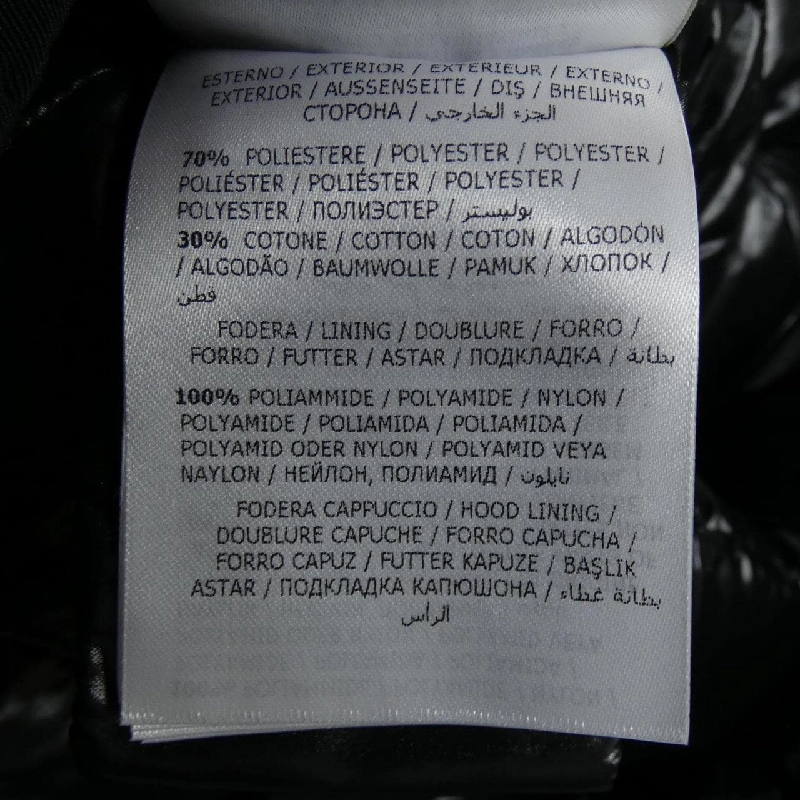 ESTERNO / EXTERIOR / EXTERIEUR / EXTERNO /
EXTERIOR / AUSSENSEITE / DIŞ / ВНЕШНЯЯ
СТОРОНА / الجزء الخارجي
70% POLIESTERE / POLYESTER / POLYESTER /
POLIÉSTER / POLIÉSTER / POLYESTER /
POLYESTER / ПОЛИЭСТЕР / بوليستر
30% COTONE / COTTON / COTON / ALGODÓN
/ ALGODÃO / BAUMWOLLE / PAMUK / ХЛОПОК /
قطن
FODERA / LINING / DOUBLURE / FORRO /
FORRO / FUTTER / ASTAR / ПОДКЛАДКА / بطانة
100% POLIAMMIDE / POLYAMIDE / NYLON /
POLYAMIDE / POLIAMIDA / POLIAMIDA /
POLYAMID ODER NYLON / POLYAMID VEYA
NAYLON / НЕЙЛОН, ПОЛИАМИД / نايلون
FODERA CAPPUCCIO / HOOD LINING /
DOUBLURE CAPUCHE / FORRO CAPUCHA /
FORRO CAPUZ / FUTTER KAPUZE / BAŞLIK
ASTAR / ПОДКЛАДКА КАПЮШОНА / بطانة غطاء
الرأس